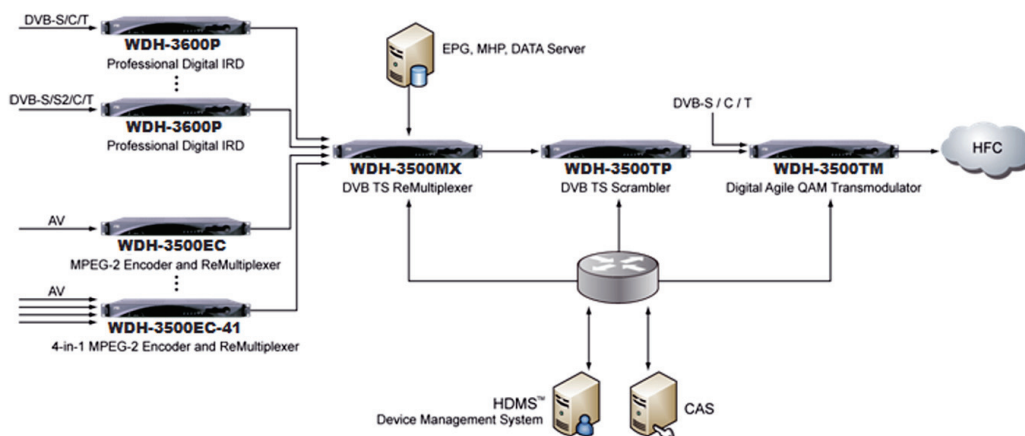 DVB-S/C/T
WDH-3600P
Professional Digital IRD
DVB-S/S2/C/T
WDH-3600P
Professional Digital IRD
AV
WDH-3500EC
MPEG-2 Encoder and ReMultiplexer
AV
WDH-3500EC-41
4-in-1 MPEG-2 Encoder and ReMultiplexer
EPG, MHP, DATA Server
WDH-3500MX
DVB TS ReMultiplexer
WDH-3500TP
DVB TS Scrambler
DVB-S / C / T
WDH-3500TM
Digital Agile QAM Transmodulator
HFC
HDMS™
Device Management System
CAS